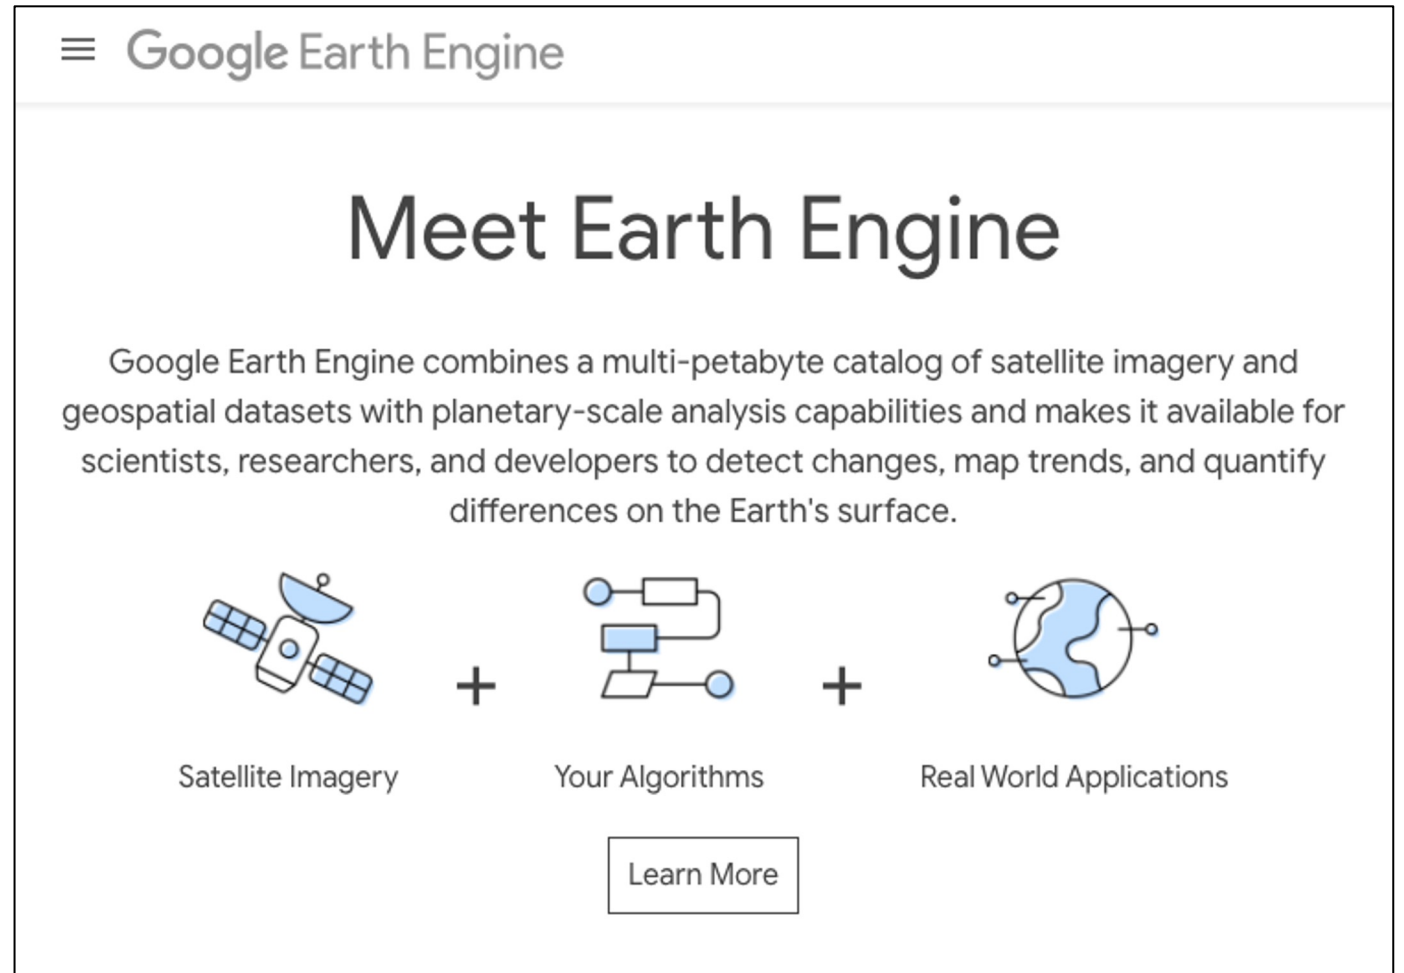 Google Earth Engine
Meet Earth Engine
Google Earth Engine combines a multi-petabyte catalog of satellite imagery and
geospatial datasets with planetary-scale analysis capabilities and makes it available for
scientists, researchers, and developers to detect changes, map trends, and quantify
differences on the Earth's surface.
+ +
Satellite Imagery Your Algorithms Real World Applications
Learn More